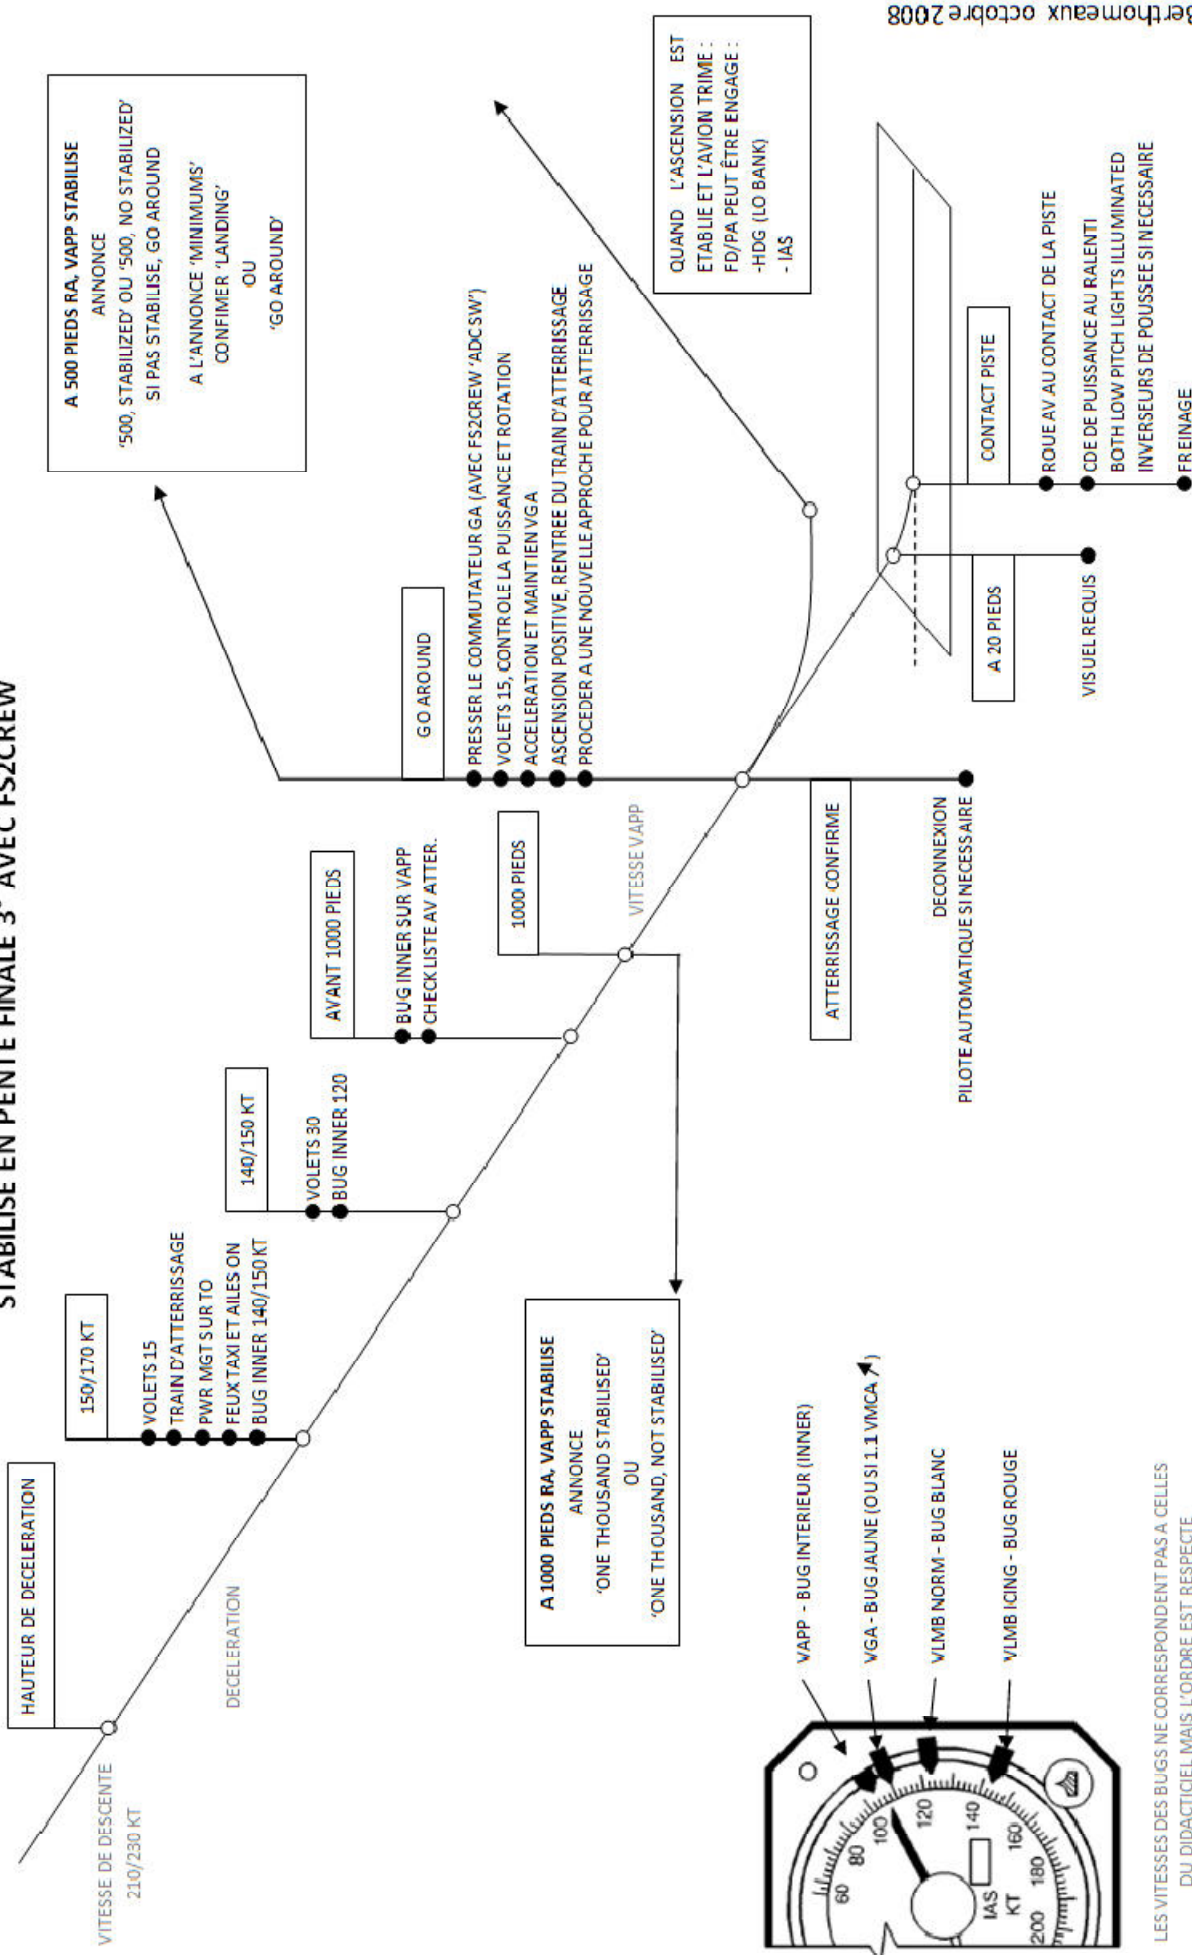 STABILISE EN PENTE FINALE 3° AVEC FS2CREW
HAUTEUR DE DECELERATION
VITESSE DE DESCENTE
210/230 KT
DECELERATION
150/170 KT
VOLETS 15
TRAIN D'ATTERRISSAGE
PWR MGT SUR TO
FEUX TAXI ET AILES ON
BUG INNER 140/150 KT
140/150 KT
VOLETS 30
BUG INNER 120
AVANT 1000 PIEDS
BUG INNER SUR VAPP
CHECKLISTE AV ATTER.
1000 PIEDS
VITESSE VAPP
A 1000 PIEDS RA, VAPP STABILISE
ANNONCE
'ONE THOUSAND STABILISED'
OU
'ONE THOUSAND, NOT STABILISED'
GO AROUND
PRESSER LE COMMUTATEUR GA (AVEC FS2CREW 'ADC SW')
VOLETS 15, CONTROLE LA PUISSANCE ET ROTATION
ACCELERATION ET MAINTIEN VGA
ASCENSION POSITIVE, RENTREE DU TRAIN D'ATTERRISSAGE
PROCEDER A UNE NOUVELLE APPROCHE POUR ATTERISSAGE
A 500 PIEDS RA, VAPP STABILISE
ANNONCE
'500, STABILIZED' OU '500, NO STABILIZED'
SI PAS STABILISE, GO AROUND
A L'ANNONCE 'MINIMUMS'
CONFIMER 'LANDING'
OU
'GO AROUND'
QUAND L'ASCENSION EST
ETABLIE ET L'AVION TRIME :
FD/PA PEUT ÊTRE ENGAGE :
-HDG (LO BANK)
- IAS
ATTERRISSAGE CONFIRME
DECONNEXION
PILOTE AUTOMATIQUE SI NECESSAIRE
A 20 PIEDS
VISUEL REQUIS
CONTACT PISTE
ROUE AV AU CONTACT DE LA PISTE
CDE DE PUISSANCE AU RALENTI
BOTH LOW PITCH LIGHTS ILLUMINATED
INVERSEURS DE POUSSEE SI NECESSAIRE
FREINAGE
60
80
100
120
140
160
180
200
IAS
KT
VAPP - BUG INTERIEUR (INNER)
VGA - BUG JAUNE (OU SI 1.1 VMCA )
VLMB NORM - BUG BLANC
VLMB ICING - BUG ROUGE
LES VITESSES DES BUGS NE CORRESPONDENT PAS A CELLES
DU DIDACTICIEL MAIS L'ORDRE EST RESPECTE
Berthomeaux octobre 2008